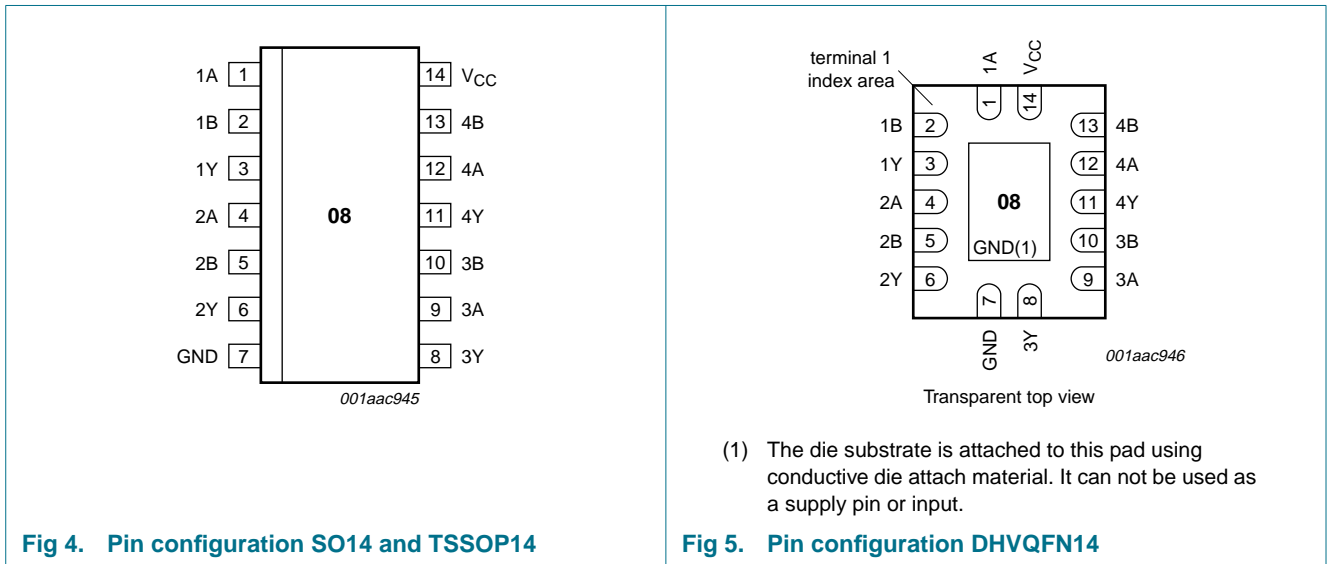 1A 1 14 VCC
1B 2 13 4B
1Y 3 12 4A
2A 4 08 11 4Y
2B 5 10 3B
2Y 6 9 3A
GND 7 8 3Y
001aac945
Fig 4. Pin configuration SO14 and TSSOP14
terminal 1
index area
1A VCC
1 14
1B 2 13 4B
1Y 3 12 4A
2A 4 08 11 4Y
2B 5 GND(1) 10 3B
2Y 6 9 3A
7 8
GND 3Y
001aac946
Transparent top view
(1) The die substrate is attached to this pad using
conductive die attach material. It can not be used as
a supply pin or input.
Fig 5. Pin configuration DHVQFN14